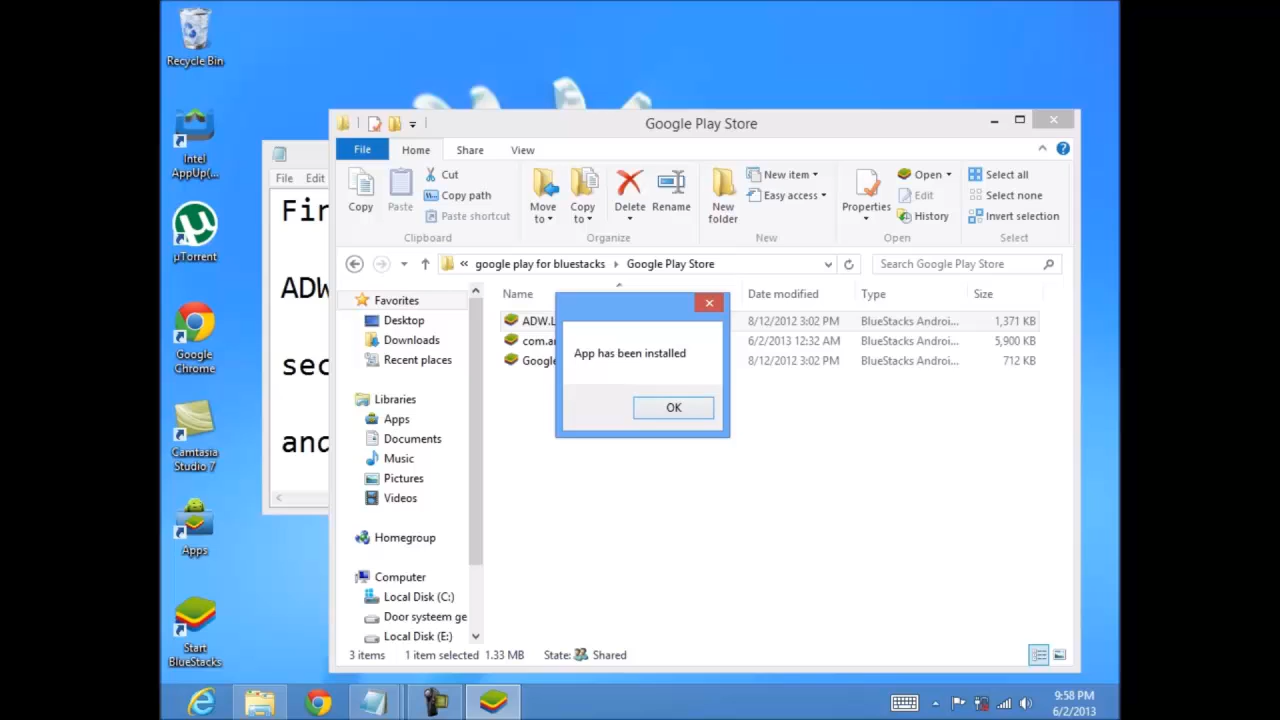 Recycle Bin
Intel
AppUp(...
µTorrent
Google
Chrome
Camtasia
Studio 7
Apps
Start
BlueStacks
File Edit
Fir
ADW
sec
and
Google Play Store
File Home Share View
Copy
Paste
Cut
Copy path
Paste shortcut
Clipboard
Move
to
Copy
to
Delete
Rename
Organize
New
folder
New item
Easy access
New
Properties
Open
Edit
History
Open
Select all
Select none
Invert selection
Select
« google play for bluestacks Google Play Store
Search Google Play Store
Favorites
Desktop
Downloads
Recent places
Libraries
Apps
Documents
Music
Pictures
Videos
Homegroup
Computer
Local Disk (C:)
Door systeem ge
Local Disk (E:)
Name Date modified Type Size
ADW.L 8/12/2012 3:02 PM BlueStacks Androi... 1,371 KB
com.a 6/2/2013 12:32 AM BlueStacks Androi... 5,900 KB
Google 8/12/2012 3:02 PM BlueStacks Androi... 712 KB
App has been installed
OK
3 items 1 item selected 1.33 MB State: Shared
9:58 PM
6/2/2013